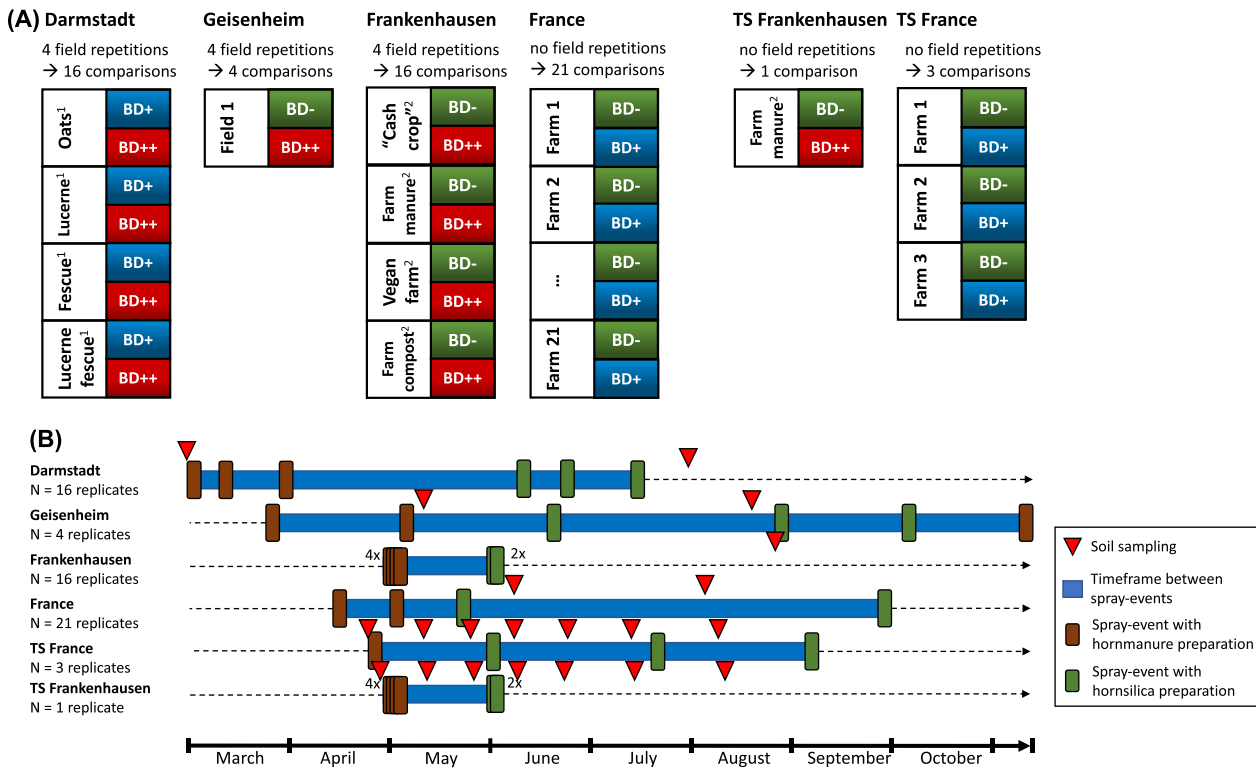 (A)
Darmstadt
4 field repetitions
→ 16 comparisons
Oats¹
BD+
BD++
Lucerne¹
BD+
BD++
Fescue¹
BD+
BD++
Lucerne
fescue¹
BD+
BD++
Geisenheim
4 field repetitions
→ 4 comparisons
Field 1
BD-
BD++
Frankenhausen
4 field repetitions
→ 16 comparisons
“Cash
crop”²
BD-
BD++
Farm
manure²
BD-
BD++
Vegan
farm²
BD-
BD++
Farm
compost²
BD-
BD++
France
no field repetitions
→ 21 comparisons
Farm 1
BD-
BD+
Farm 2
BD-
BD+
...
BD-
BD+
Farm 21
BD-
BD+
TS Frankenhausen
no field repetitions
→ 1 comparison
Farm
manure²
BD-
BD++
TS France
no field repetitions
→ 3 comparisons
Farm 1
BD-
BD+
Farm 2
BD-
BD+
Farm 3
BD-
BD+
(B)
Darmstadt
N = 16 replicates
Geisenheim
N = 4 replicates
Frankenhausen
N = 16 replicates
4x
2x
France
N = 21 replicates
TS France
N = 3 replicates
TS Frankenhausen
N = 1 replicate
4x
2x
March
April
May
June
July
August
September
October
Soil sampling
Timeframe between
spray-events
Spray-event with
hornmanure preparation
Spray-event with
hornsilica preparation